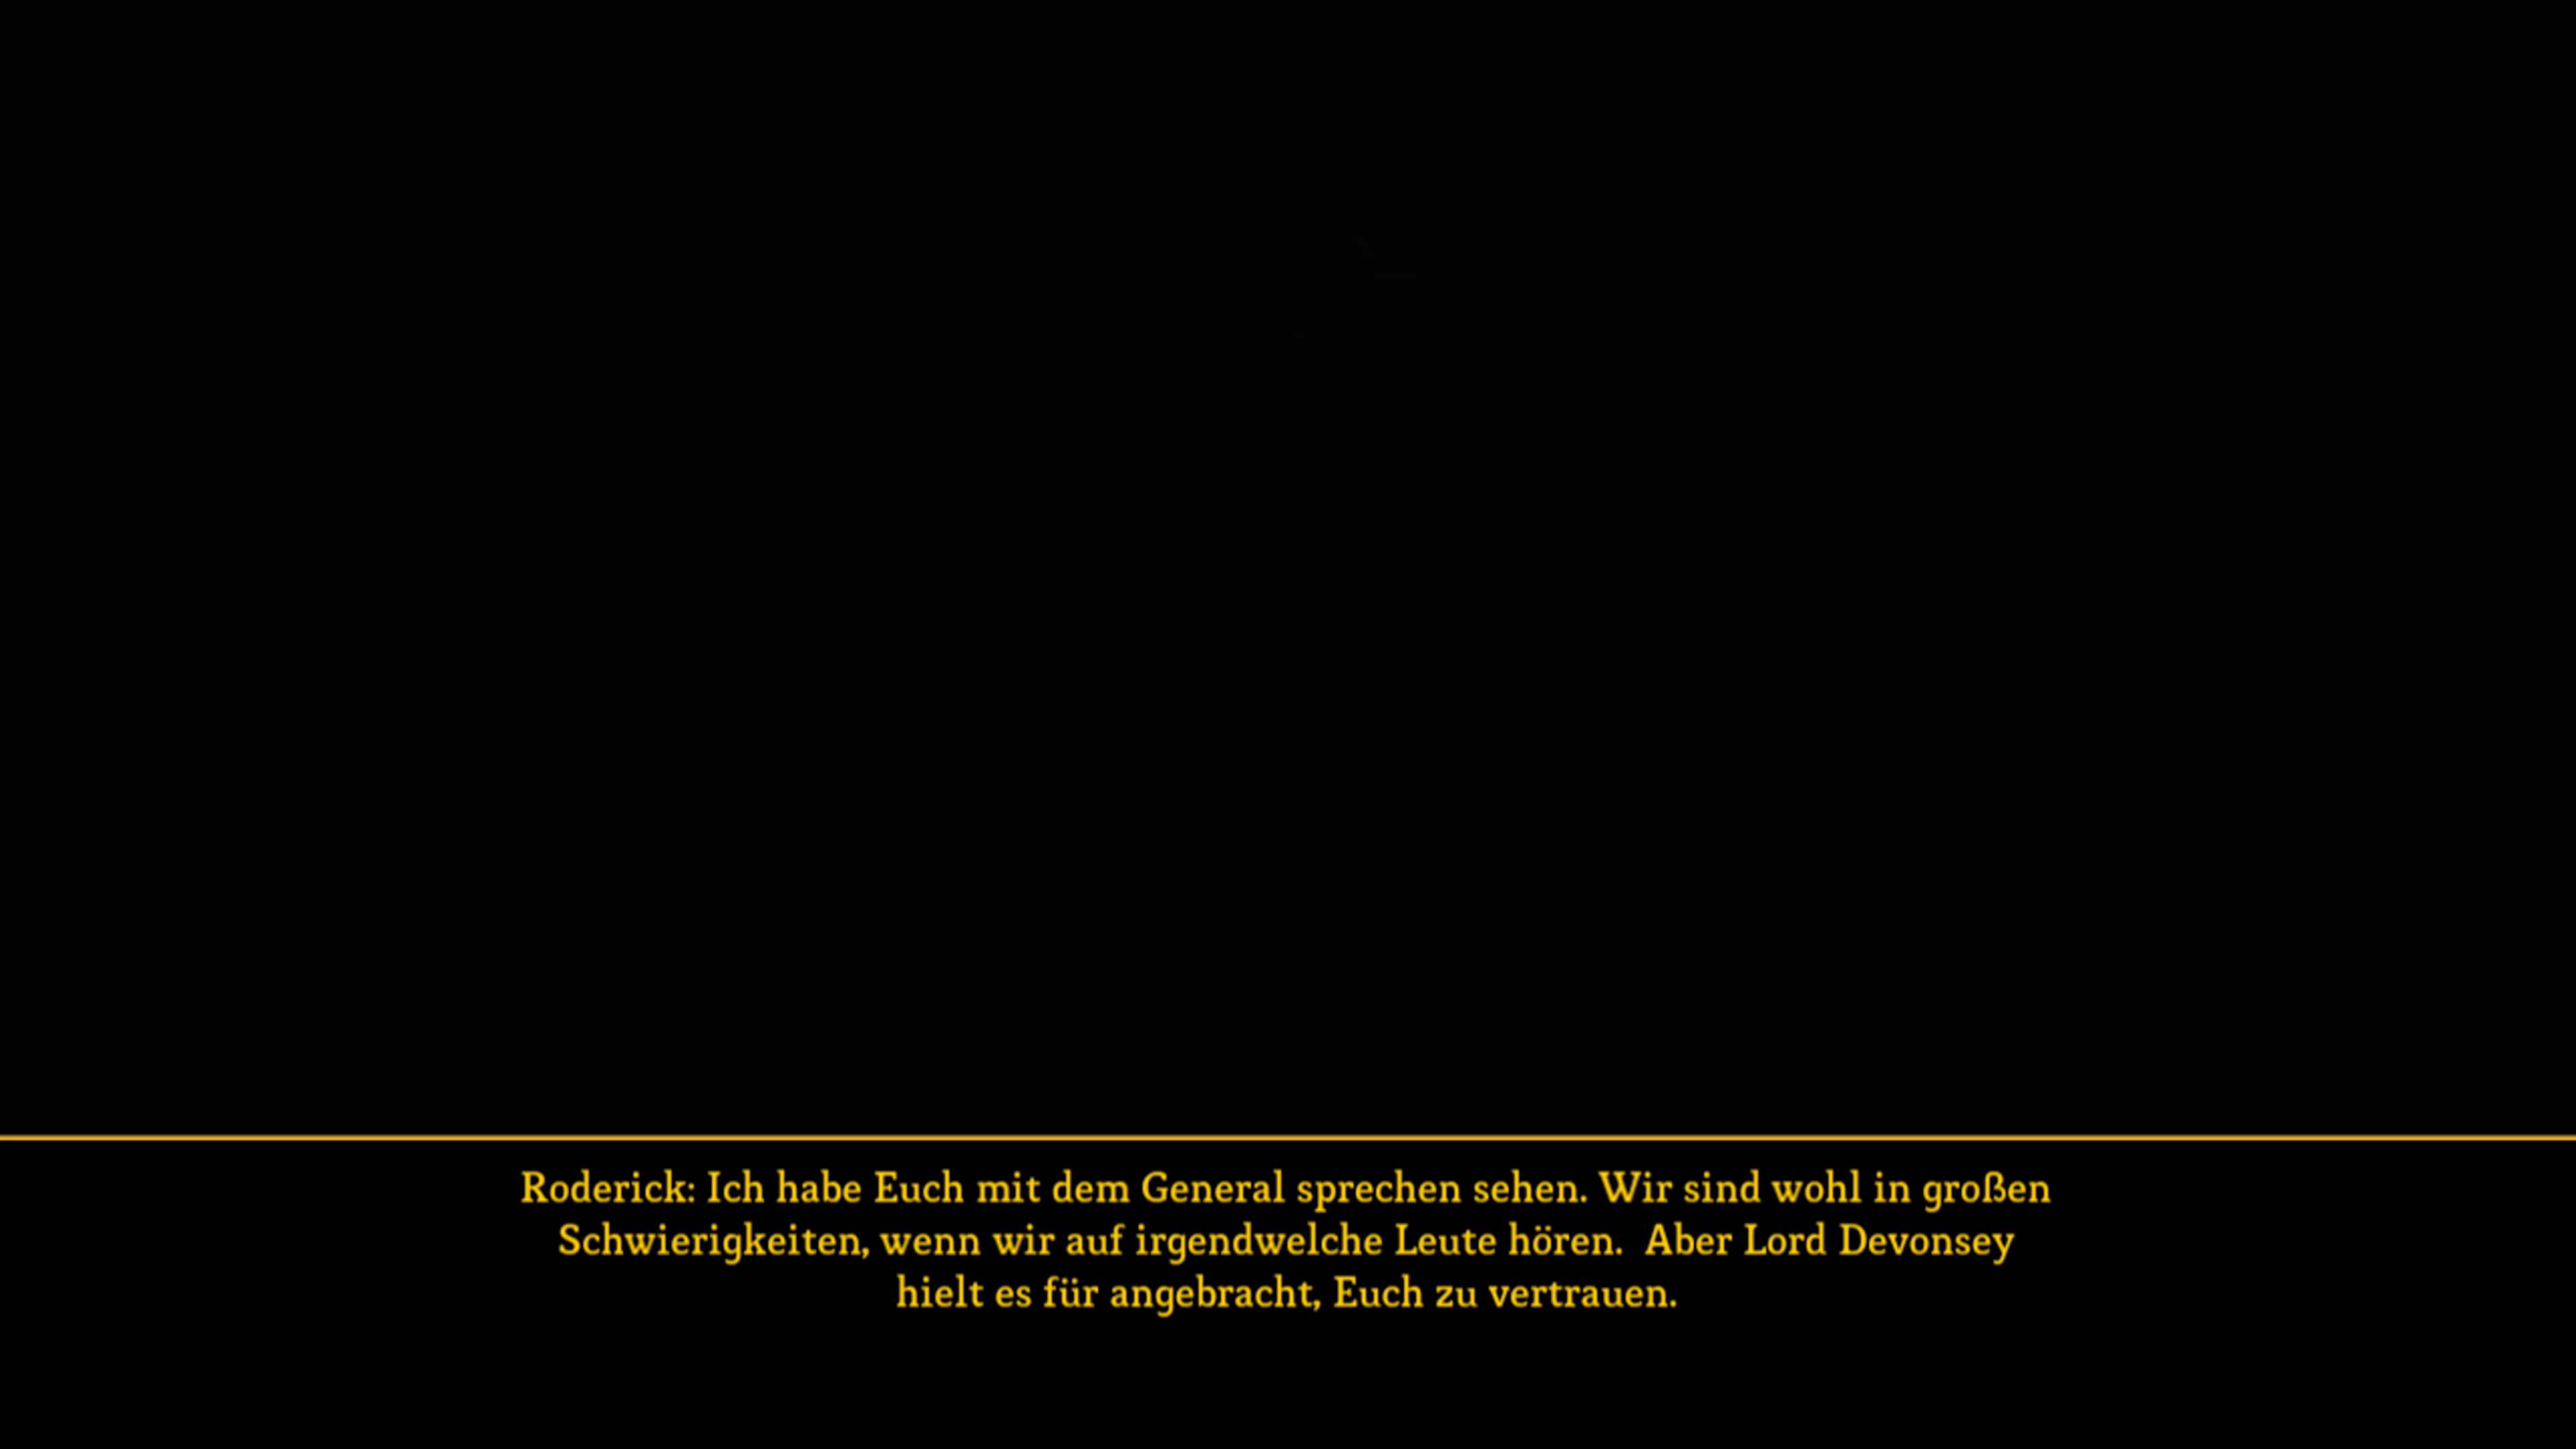 Roderick: Ich habe Euch mit dem General sprechen sehen. Wir sind wohl in großen
Schwierigkeiten, wenn wir auf irgendwelche Leute hören.  Aber Lord Devonsey
hielt es für angebracht, Euch zu vertrauen.